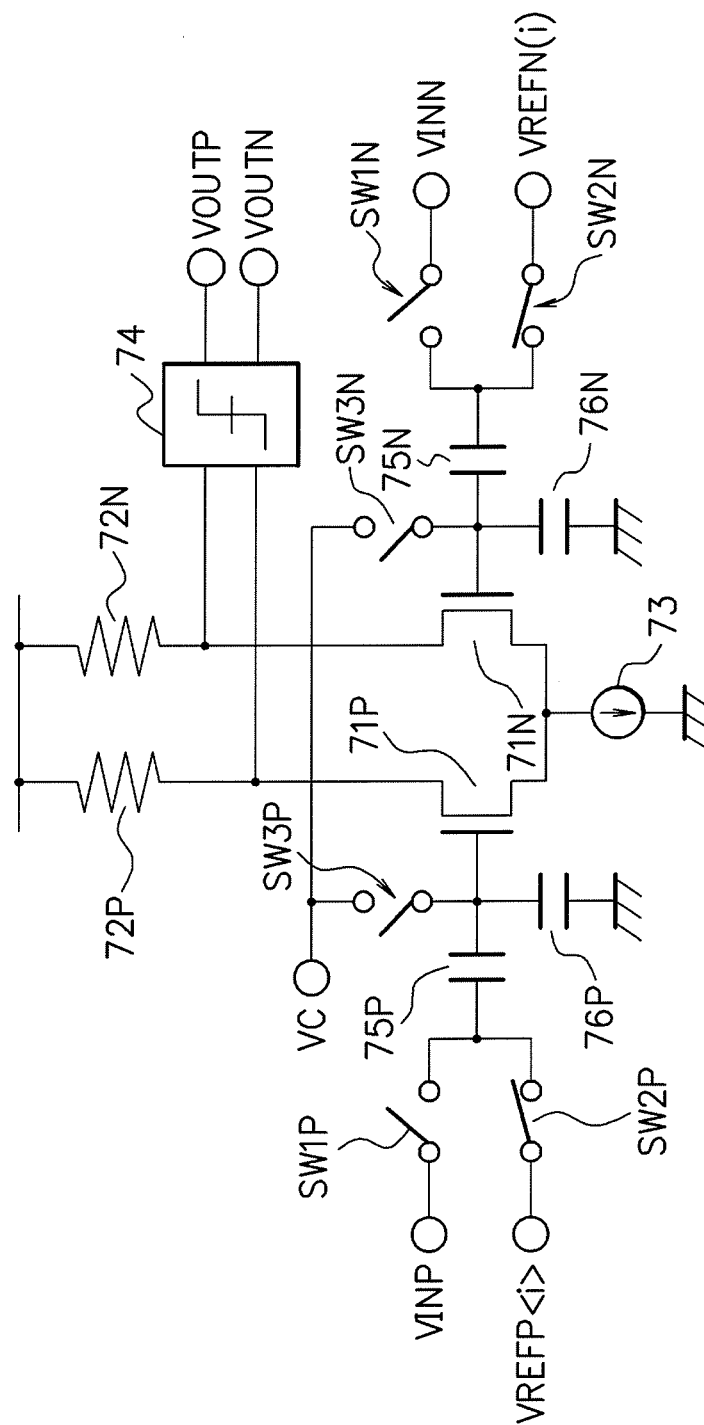 72P
72N
74
VOUTP
VOUTN
VC
SW3P
71P
71N
SW3N
SW1P
75P
75N
SW1N
VINP
VINN
VREFP<i>
VREFN(i)
SW2P
76P
73
76N
SW2N